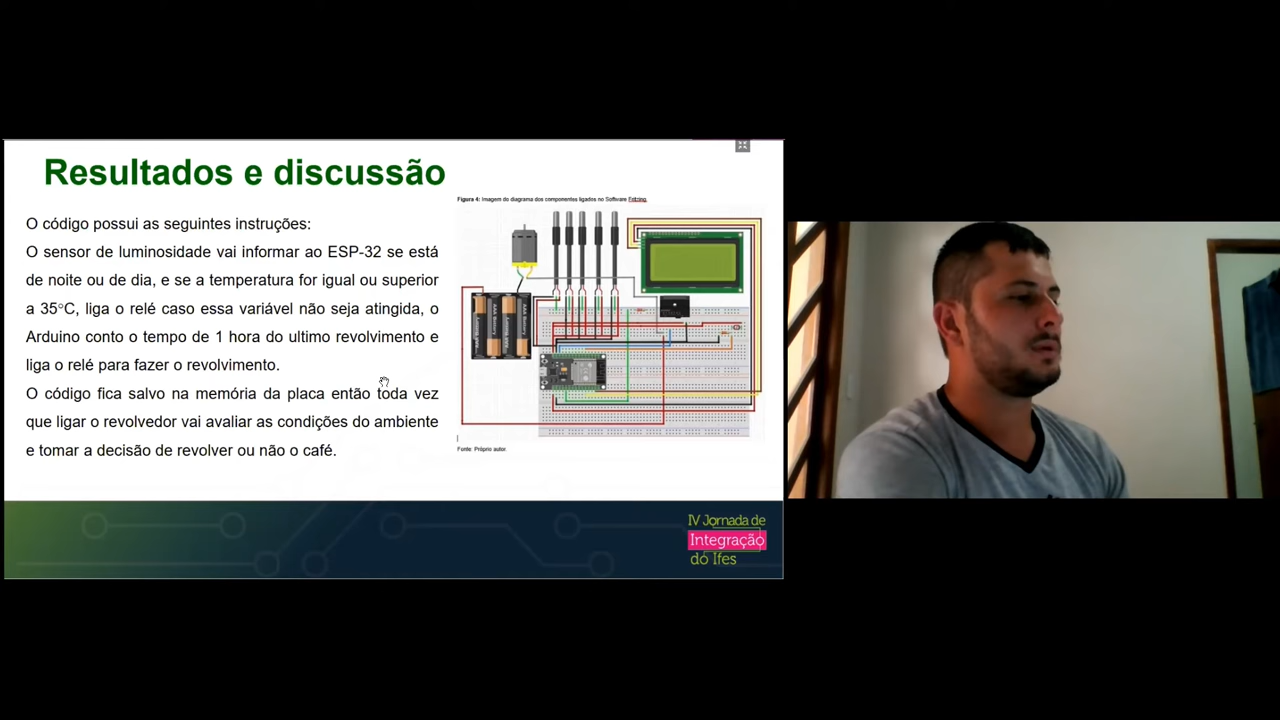 Resultados e discussão
O código possui as seguintes instruções:
O sensor de luminosidade vai informar ao ESP-32 se está
de noite ou de dia, e se a temperatura for igual ou superior
a 35°C, liga o relé caso essa variável não seja atingida, o
Arduino conto o tempo de 1 hora do ultimo revolvimento e
liga o relé para fazer o revolvimento.
O código fica salvo na memória da placa então toda vez
que ligar o revolvedor vai avaliar as condições do ambiente
e tomar a decisão de revolver ou não o café.
Figura 4: Imagem do diagrama dos componentes ligados no Software Fritzing.
AAA Battery
Fonte: Próprio autor.
IV Jornada de
Integração
do Ifes